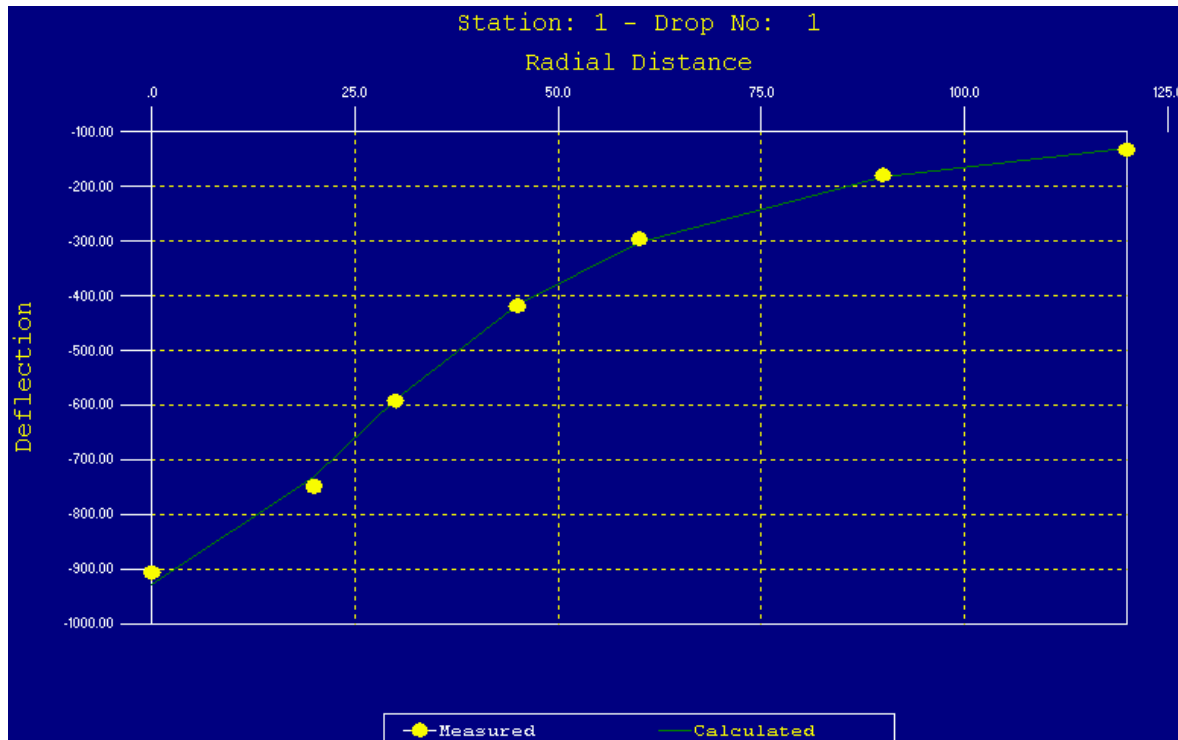 Station: 1 - Drop No: 1
Radial Distance
.0 25.0 50.0 75.0 100.0 125.0
-100.00
-200.00
-300.00
-400.00
-500.00
-600.00
-700.00
-800.00
-900.00
-1000.00
Deflection
Measured Calculated